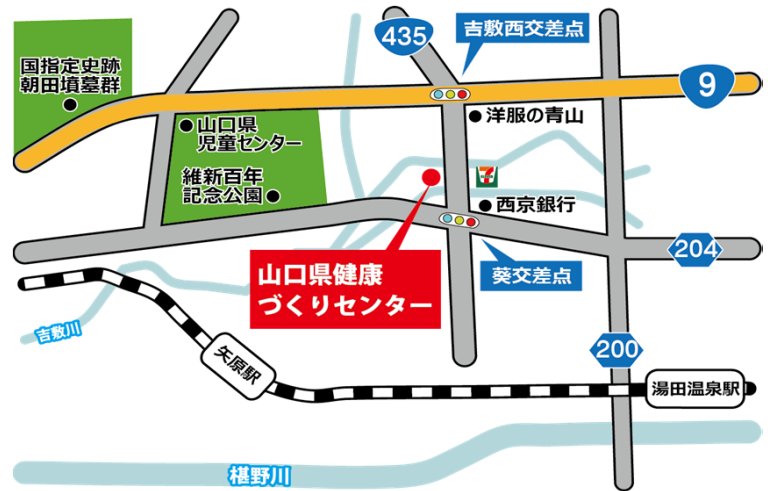 435
吉敷西交差点
国指定史跡
朝田墳墓群
9
洋服の青山
山口県
児童センター
維新百年
記念公園
7
西京銀行
204
山口県健康
づくりセンター
葵交差点
吉敷川
矢原駅
200
湯田温泉駅
椹野川